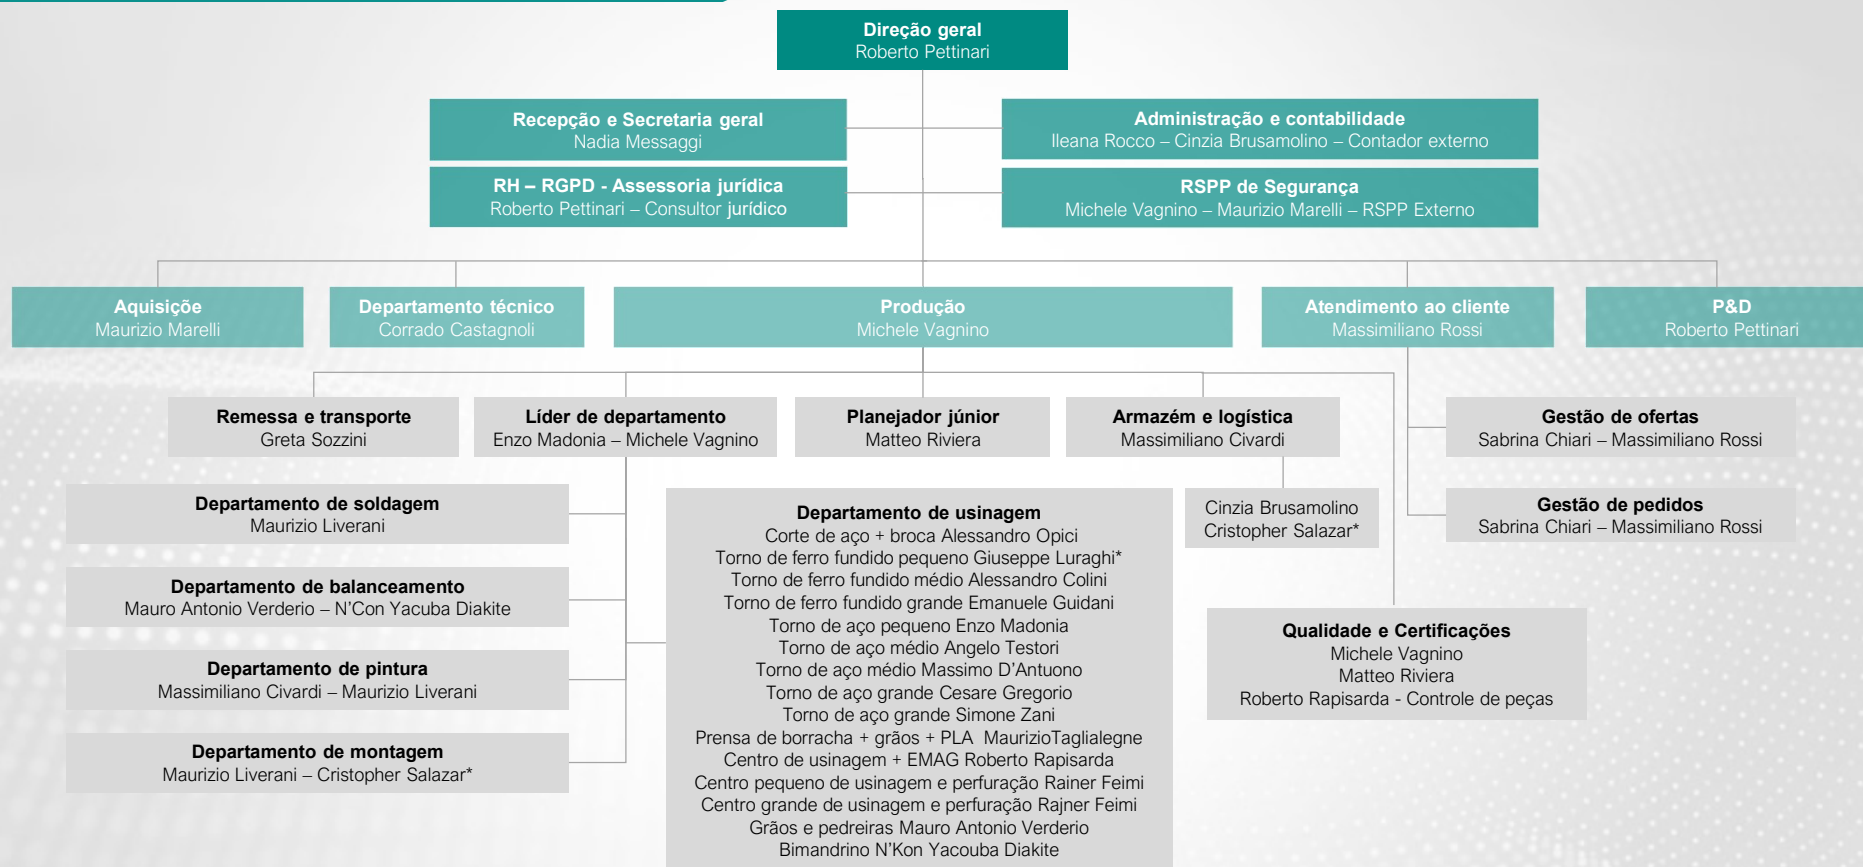 Direção geral
Roberto Pettinari
Recepção e Secretaria geral
Nadia Messaggi
Administração e contabilidade
Ileana Rocco – Cinzia Brusamolino – Contador externo
RH – RGPD - Assessoria jurídica
Roberto Pettinari – Consultor jurídico
RSPP de Segurança
Michele Vagnino – Maurizio Marelli – RSPP Externo
Aquisiçõe
Maurizio Marelli
Departamento técnico
Corrado Castagnoli
Produção
Michele Vagnino
Atendimento ao cliente
Massimiliano Rossi
P&D
Roberto Pettinari
Remessa e transporte
Greta Sozzini
Líder de departamento
Enzo Madonia – Michele Vagnino
Planejador júnior
Matteo Riviera
Armazém e logística
Massimiliano Civardi
Gestão de ofertas
Sabrina Chiari – Massimiliano Rossi
Departamento de soldagem
Maurizio Liverani
Departamento de balanceamento
Mauro Antonio Verderio – N'Con Yacuba Diakite
Departamento de pintura
Massimiliano Civardi – Maurizio Liverani
Departamento de montagem
Maurizio Liverani – Cristopher Salazar*
Departamento de usinagem
Corte de aço + broca Alessandro Opici
Torno de ferro fundido pequeno Giuseppe Luraghi*
Torno de ferro fundido médio Alessandro Colini
Torno de ferro fundido grande Emanuele Guidani
Torno de aço pequeno Enzo Madonia
Torno de aço médio Angelo Testori
Torno de aço médio Massimo D'Antuono
Torno de aço grande Cesare Gregorio
Torno de aço grande Simone Zani
Prensa de borracha + grãos + PLA MaurizioTaglialegne
Centro de usinagem + EMAG Roberto Rapisarda
Centro pequeno de usinagem e perfuração Rainer Feimi
Centro grande de usinagem e perfuração Rajner Feimi
Grãos e pedreiras Mauro Antonio Verderio
Bimandrino N'Kon Yacouba Diakite
Cinzia Brusamolino
Cristopher Salazar*
Gestão de pedidos
Sabrina Chiari – Massimiliano Rossi
Qualidade e Certificações
Michele Vagnino
Matteo Riviera
Roberto Rapisarda - Controle de peças